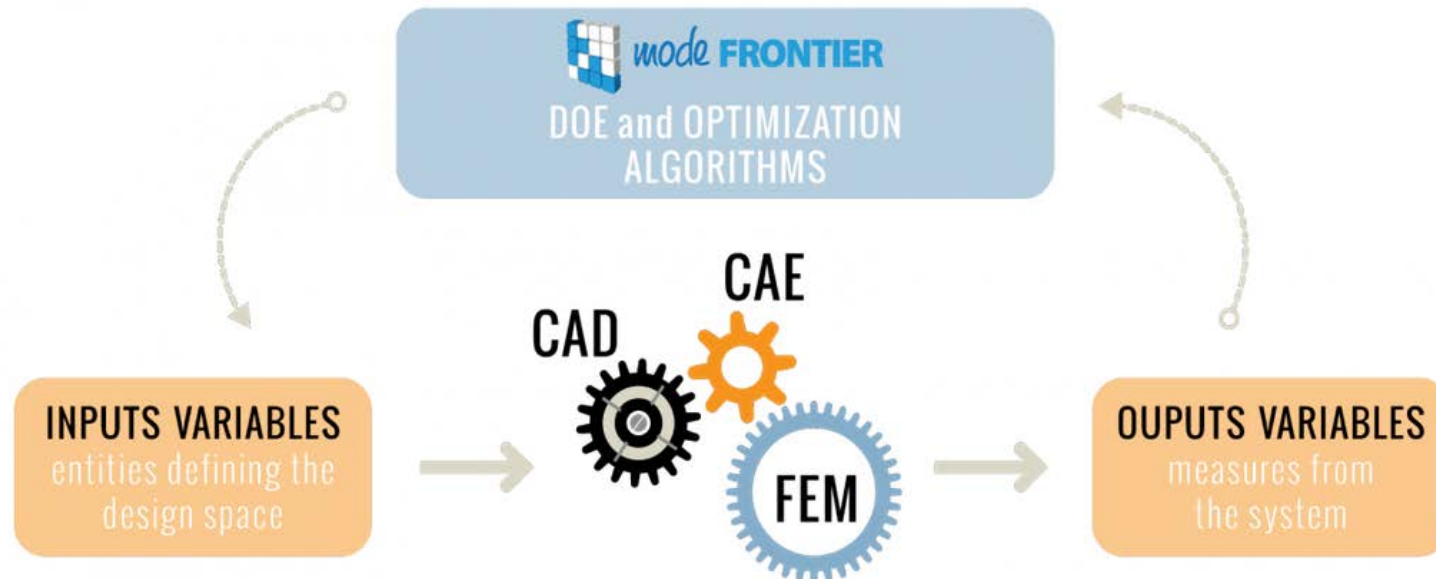 mode FRONTIER
DOE and OPTIMIZATION
ALGORITHMS
CAE
CAD
FEM
INPUTS VARIABLES
entities defining the
design space
OUPUTS VARIABLES
measures from
the system